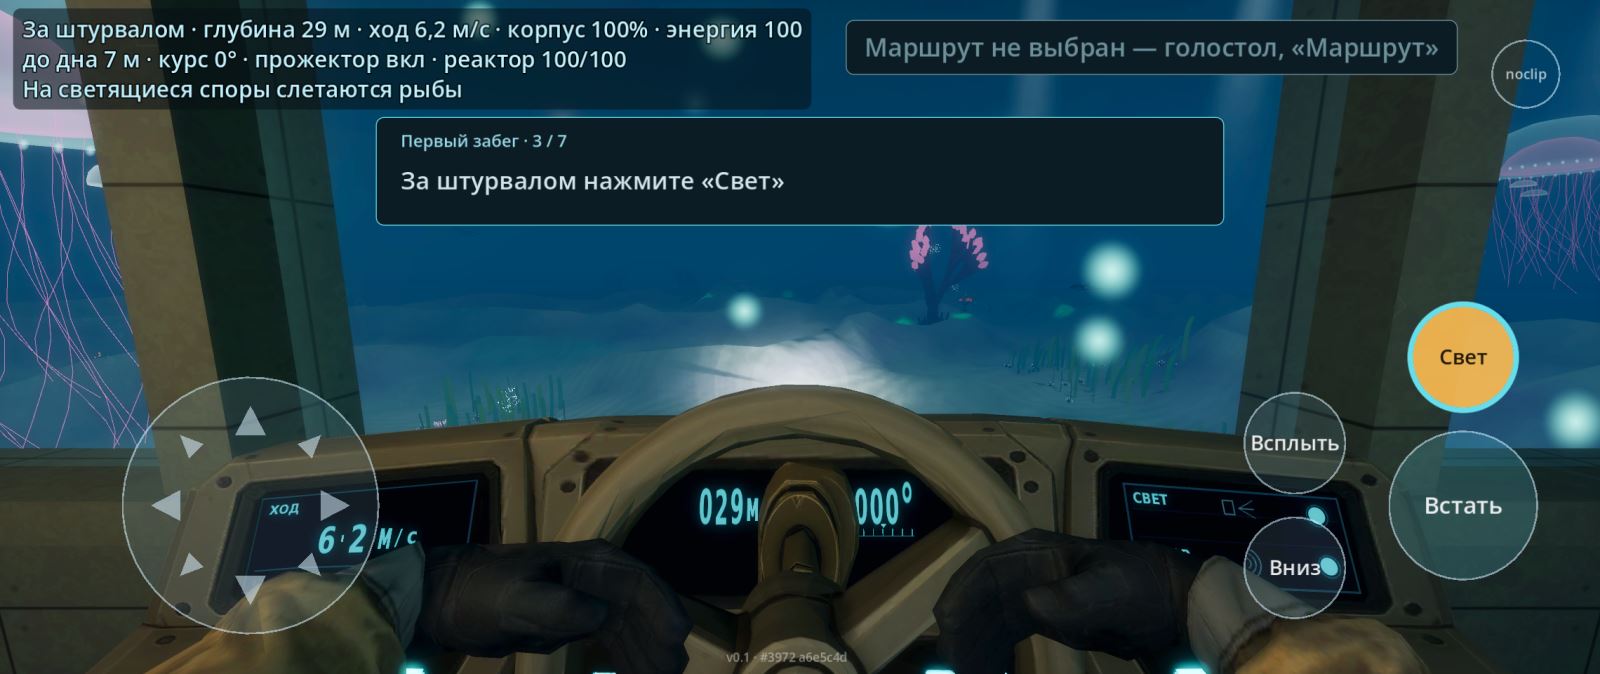 За штурвалом · глубина 29 м · ход 6,2 м/с · корпус 100% · энергия 100
до дна 7 м · курс 0° · прожектор вкл · реактор 100/100
На светящиеся споры слетаются рыбы
Маршрут не выбран — голостол, «Маршрут»
noclip
Первый забег · 3 / 7
За штурвалом нажмите «Свет»
Свет
Всплыть
Встать
Вниз
ХОД
6·2 М/С
029м
000°
СВЕТ
v0.1 · #3972 a6e5c4d